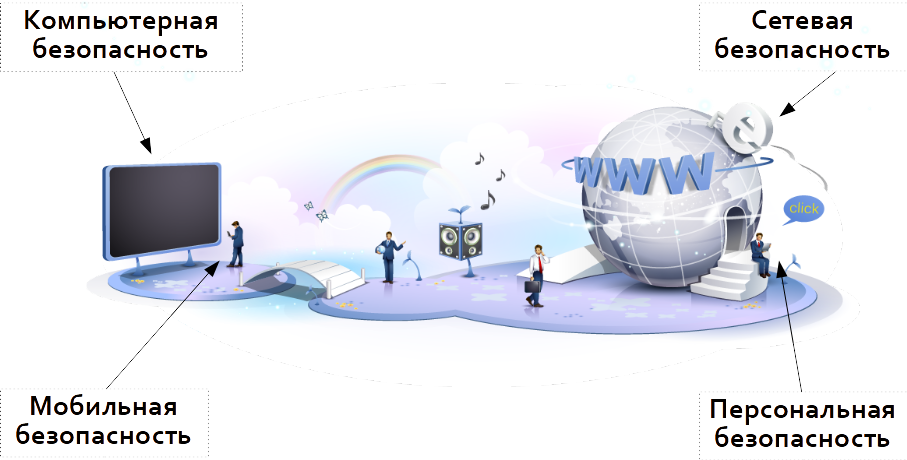 Компьютерная
безопасность
Сетевая
безопасность
www
e
click
Мобильная
безопасность
Персональная
безопасность